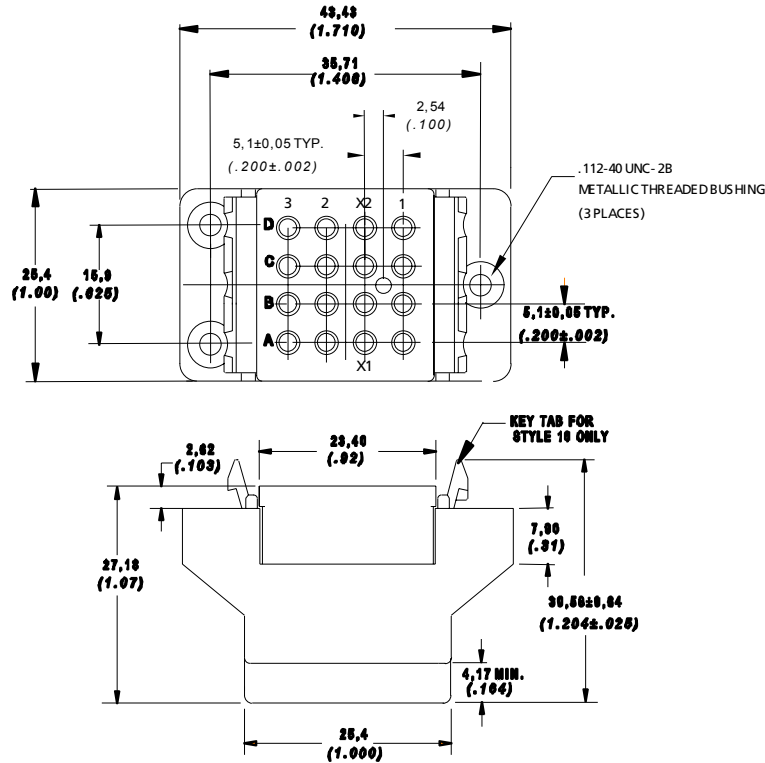 43,43
(1.710)
35,71
(1.406)
2,54
(.100)
5,1±0,05 TYP.
(.200±.002)
.112-40 UNC-2B
METALLIC THREADED BUSHING
(3 PLACES)
3 2 X2 1
D
C
B
A
X1
25,4
(1.00)
15,9
(.625)
5,1±0,05 TYP.
(.200±.002)
KEY TAB FOR
STYLE 16 ONLY
2,62
(.103)
23,40
(.92)
7,90
(.31)
27,18
(1.07)
30,56±0,64
(1.204±.025)
4,17 MIN.
(.164)
25,4
(1.000)